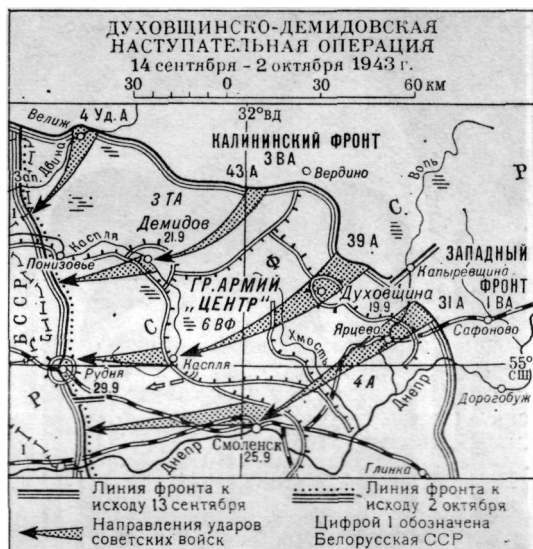 ДУХОВЩИНСКО-ДЕМИДОВСКАЯ
НАСТУПАТЕЛЬНАЯ ОПЕРАЦИЯ
14 сентября - 2 октября 1943 г.
30 0 30 60 км
Велиж 4 Уд. А 32°вд
КАЛИНИНСКИЙ ФРОНТ
3 ВА
43 А Вердино
Зап. Двина
Вопь
Р
3 ТА
Демидов
21.9
Каспля
Понизовье
С.
39 А
Ф
ЗАПАДНЫЙ
ФРОНТ
1 ВА
Капыревщина
ГР. АРМИЙ
„ЦЕНТР"
6 ВФ
Духовщина
19.9
31 А
Ярцево
Сафоново
БССР
С
С
Хмость
Каспля
55°
СШ
Рудня
29.9
4 А
Днепр
Дорогобуж
Р
1
1
Смоленск
25.9
Днепр
Глинка
Линия фронта к
исходу 13 сентября
Линия фронта к
исходу 2 октября
Направления ударов
советских войск
Цифрой 1 обозначена
Белорусская ССР